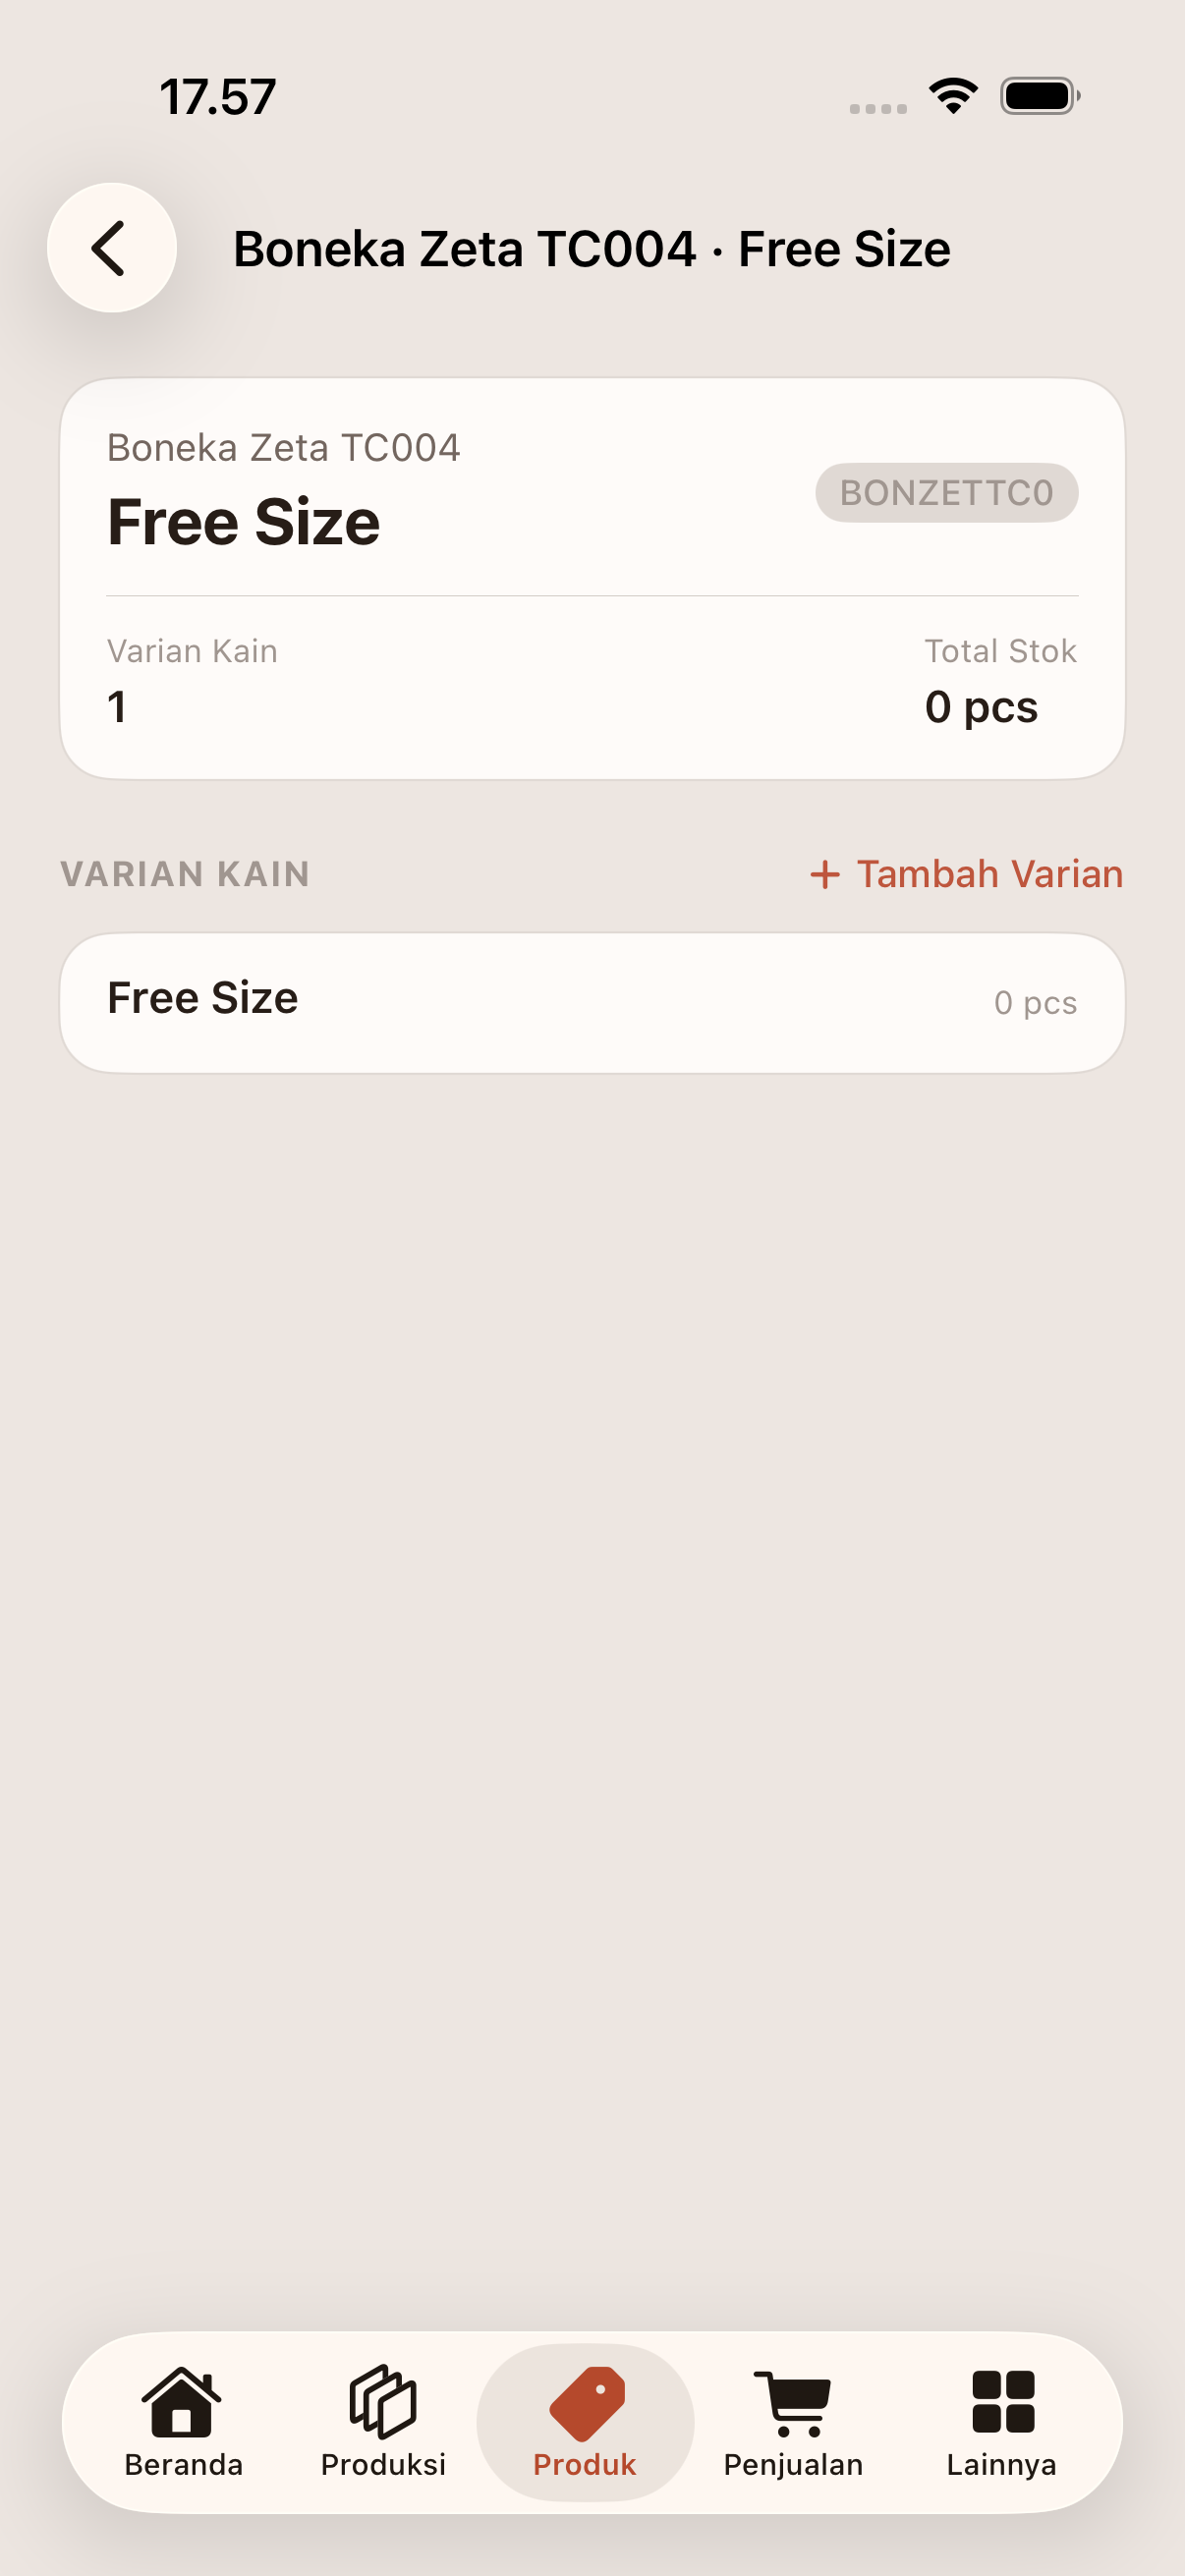 17.57
Boneka Zeta TC004 · Free Size
Boneka Zeta TC004
Free Size
BONZETTC0
Varian Kain
Total Stok
1
0 pcs
VARIAN KAIN
+ Tambah Varian
Free Size
0 pcs
Beranda
Produksi
Produk
Penjualan
Lainnya